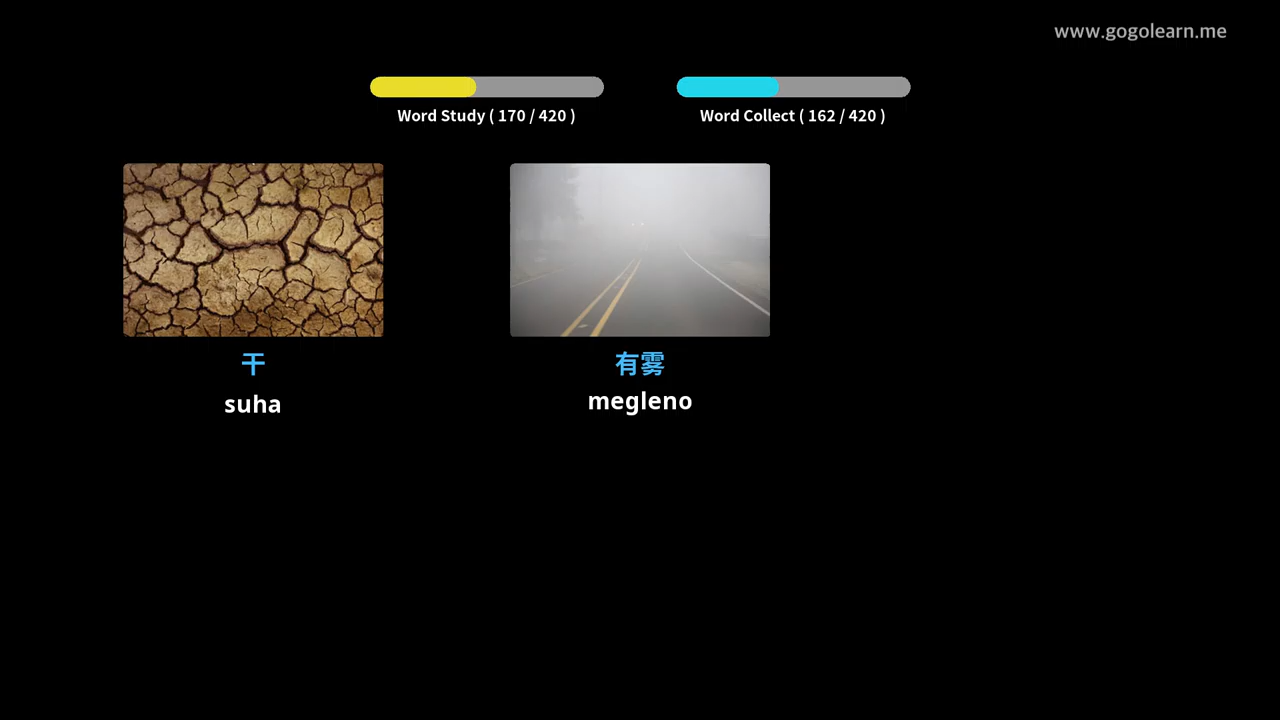 www.gogolearn.me
Word Study ( 170 / 420 )
Word Collect ( 162 / 420 )
干
有雾
suha
megleno